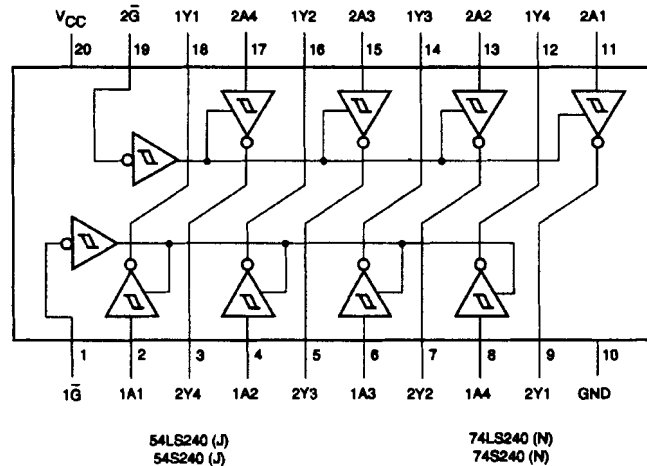 VCC 2G̅ 1Y1 2A4 1Y2 2A3 1Y3 2A2 1Y4 2A1
20 19 18 17 16 15 14 13 12 11
1 2 3 4 5 6 7 8 9 10
1G̅ 1A1 2Y4 1A2 2Y3 1A3 2Y2 1A4 2Y1 GND
54LS240 (J) 74LS240 (N)
54S240 (J) 74S240 (N)